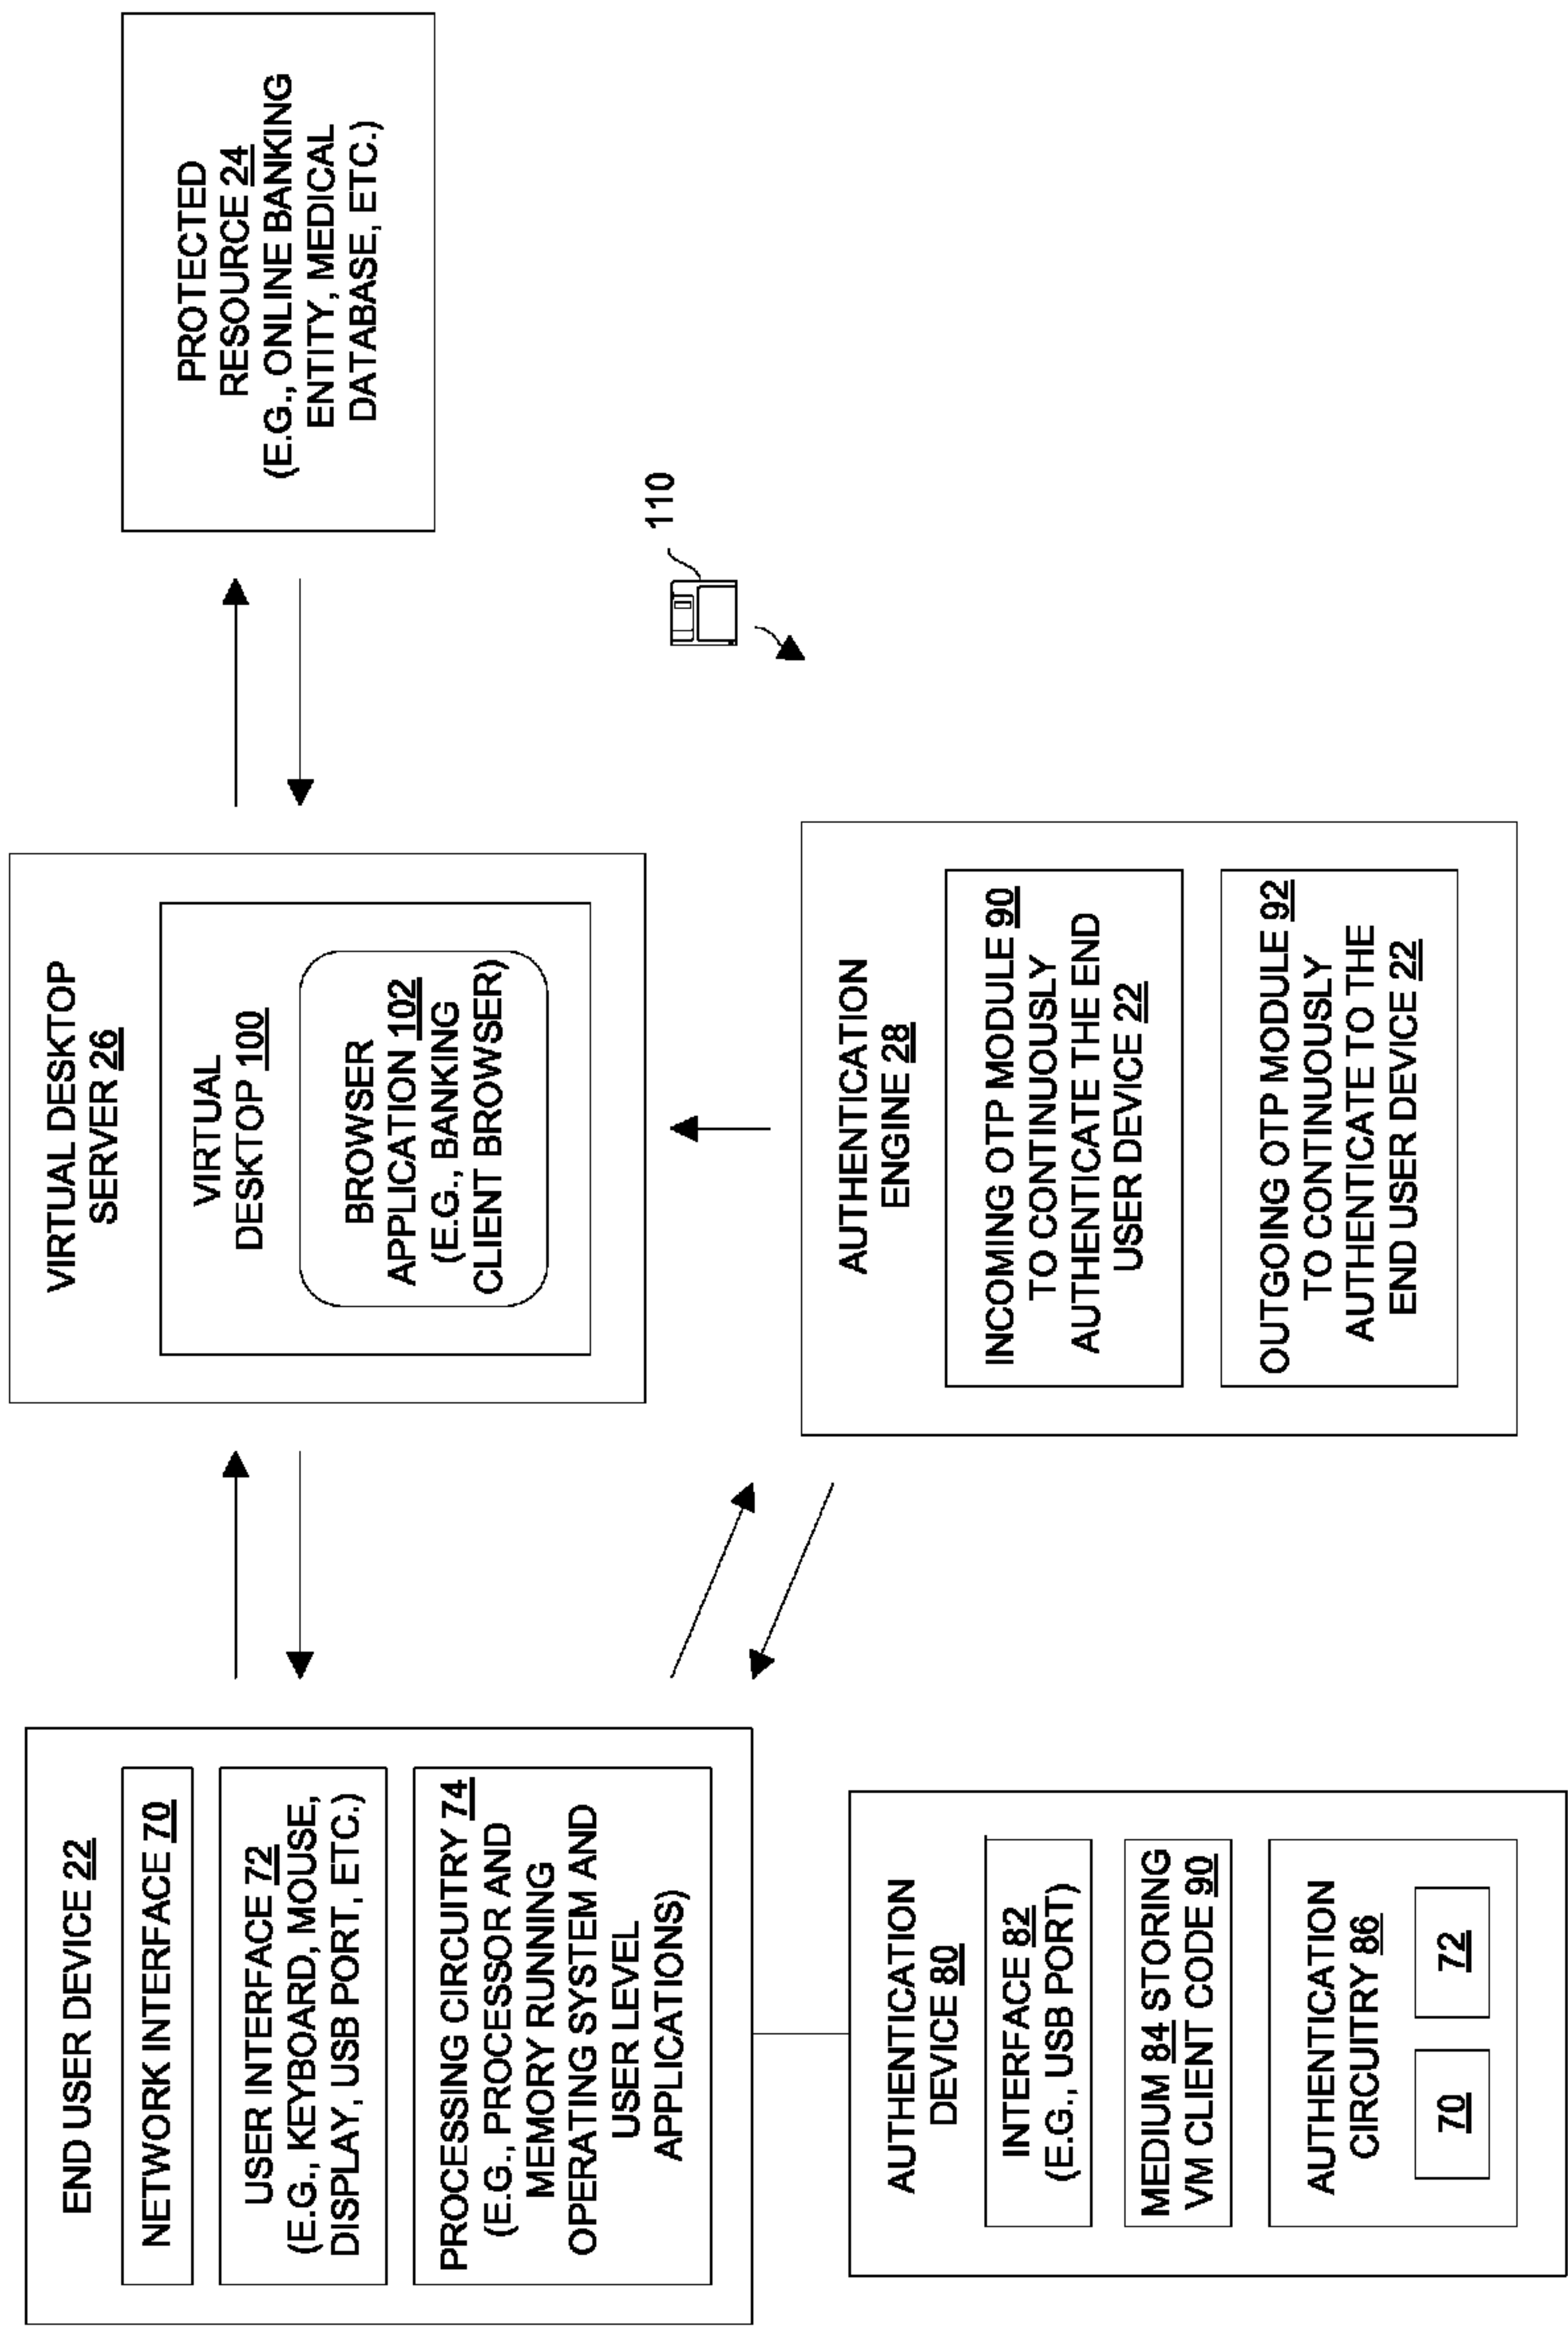 END USER DEVICE 22
NETWORK INTERFACE 70
USER INTERFACE 72
(E.G., KEYBOARD, MOUSE,
DISPLAY, USB PORT, ETC.)
PROCESSING CIRCUITRY 74
(E.G., PROCESSOR AND
MEMORY RUNNING
OPERATING SYSTEM AND
USER LEVEL
APPLICATIONS)
AUTHENTICATION
DEVICE 80
INTERFACE 82
(E.G., USB PORT)
MEDIUM 84 STORING
VM CLIENT CODE 90
AUTHENTICATION
CIRCUITRY 86
70
72
VIRTUAL DESKTOP
SERVER 26
VIRTUAL
DESKTOP 100
BROWSER
APPLICATION 102
(E.G., BANKING
CLIENT BROWSER)
AUTHENTICATION
ENGINE 28
INCOMING OTP MODULE 90
TO CONTINUOUSLY
AUTHENTICATE THE END
USER DEVICE 22
OUTGOING OTP MODULE 92
TO CONTINUOUSLY
AUTHENTICATE TO THE
END USER DEVICE 22
PROTECTED
RESOURCE 24
(E.G., ONLINE BANKING
ENTITY, MEDICAL
DATABASE, ETC.)
110